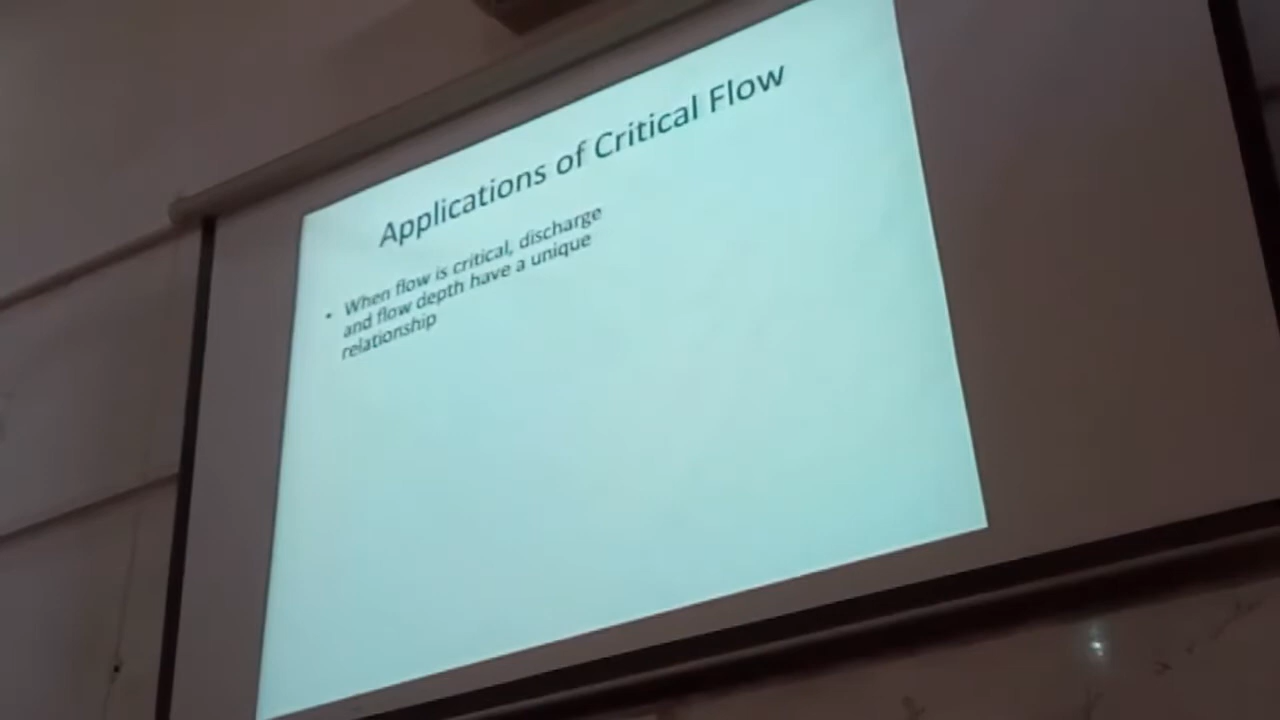 Applications of Critical Flow
• When flow is critical, discharge
and flow depth have a unique
relationship